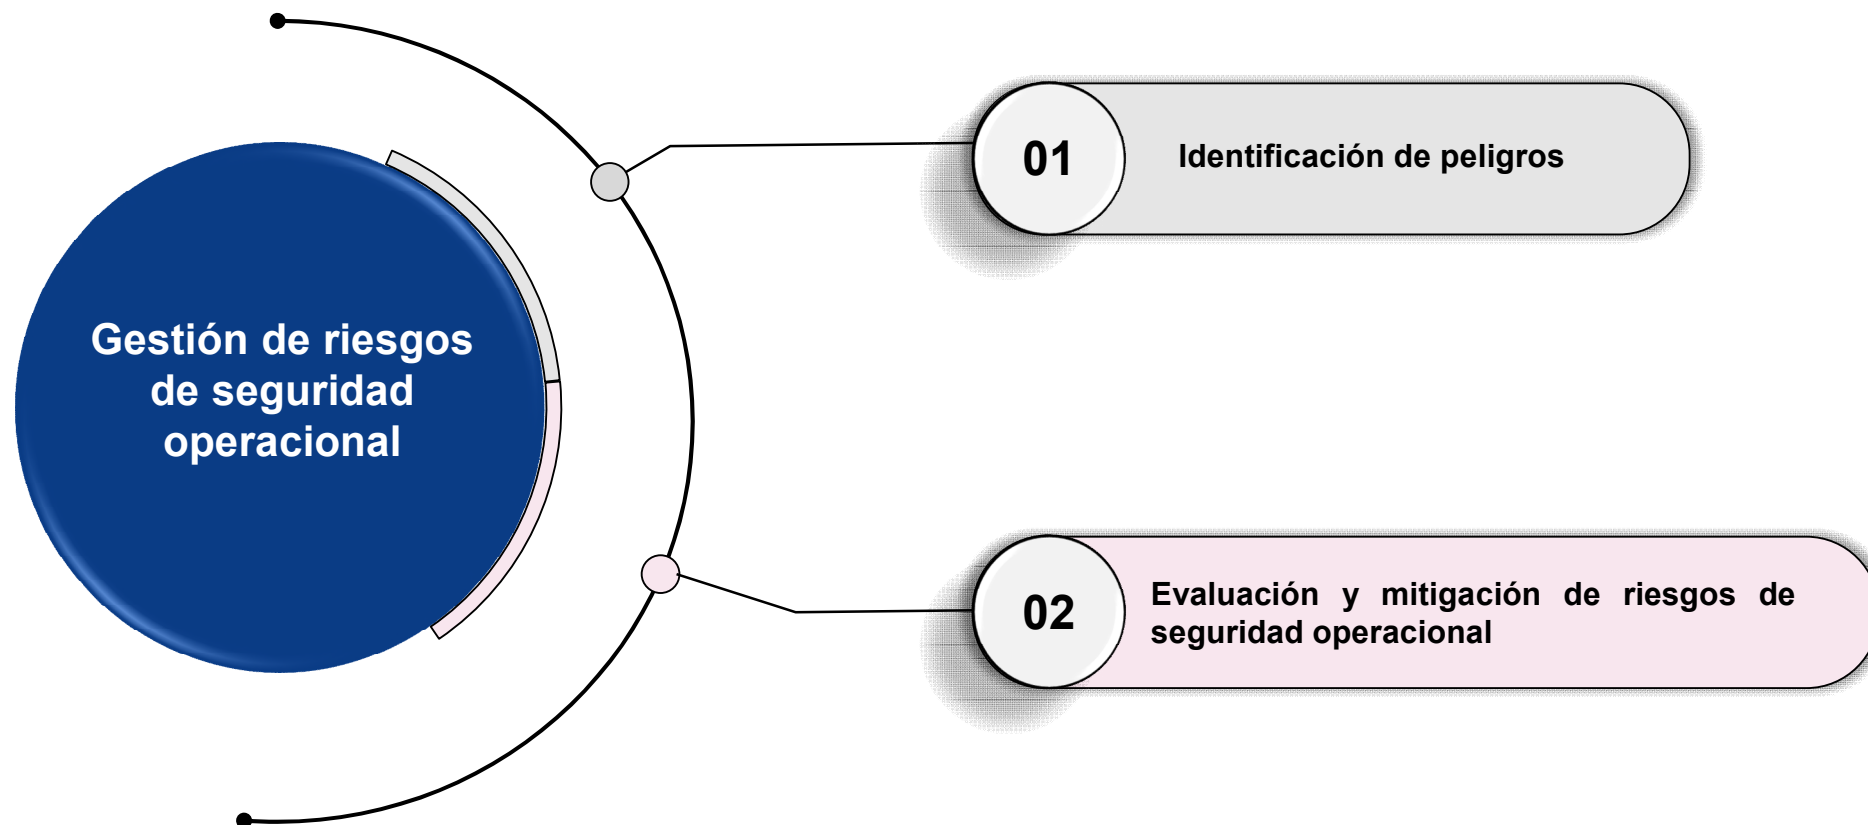 Gestión de riesgos
de seguridad
operacional
01
Identificación de peligros
02
Evaluación y mitigación de riesgos de
seguridad operacional